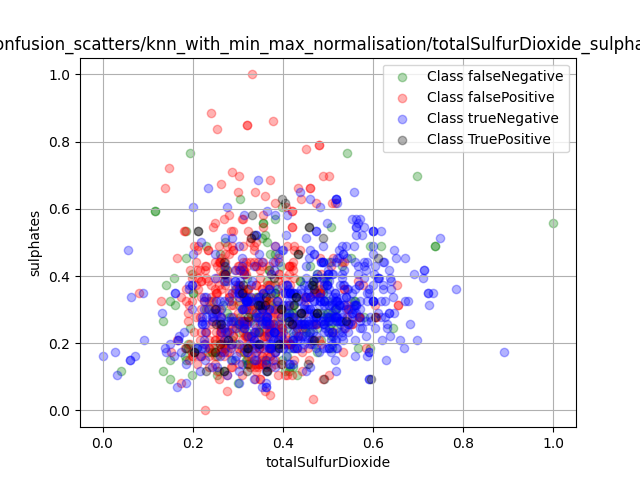 onfusion_scatters/knn_with_min_max_normalisation/totalSulfurDioxide_sulpha
1.0
0.8
0.6
0.4
0.2
0.0
sulphates
Class falseNegative
Class falsePositive
Class trueNegative
Class TruePositive
0.0 0.2 0.4 0.6 0.8 1.0
totalSulfurDioxide